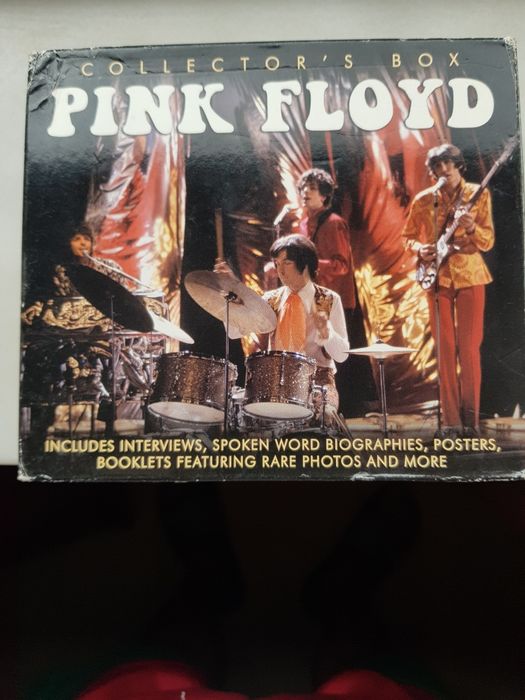 COLLECTOR'S BOX
PINK FLOYD
INCLUDES INTERVIEWS, SPOKEN WORD BIOGRAPHIES, POSTERS,
BOOKLETS FEATURING RARE PHOTOS AND MORE